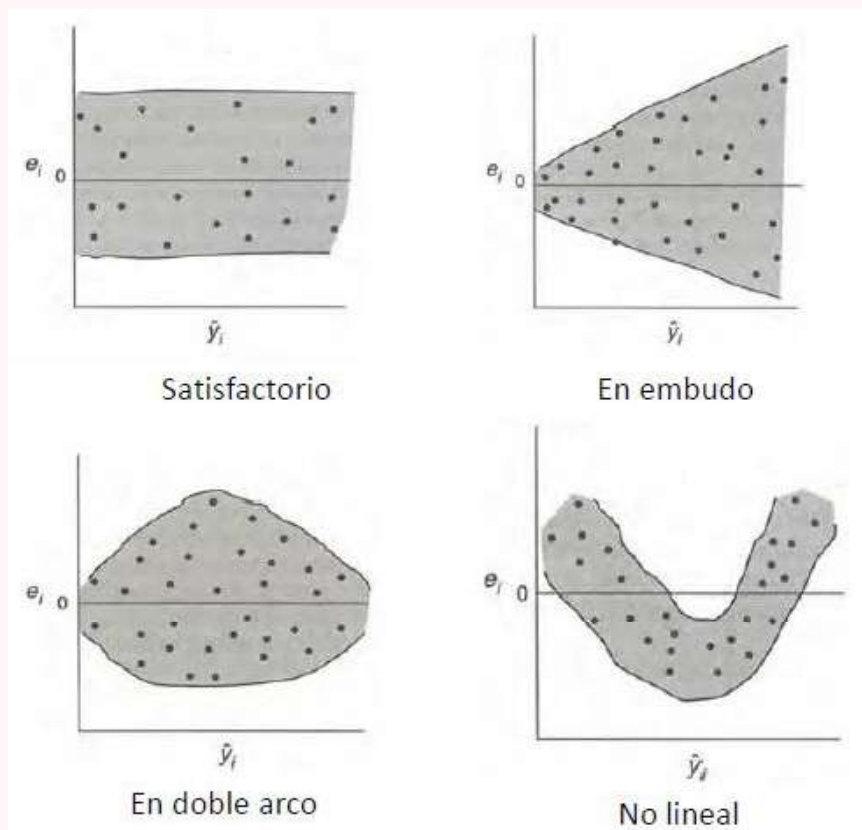 eᵢ 0
ŷᵢ
Satisfactorio
eᵢ 0
ŷᵢ
En embudo
eᵢ 0
ŷᵢ
En doble arco
eᵢ 0
ŷᵢ
No lineal